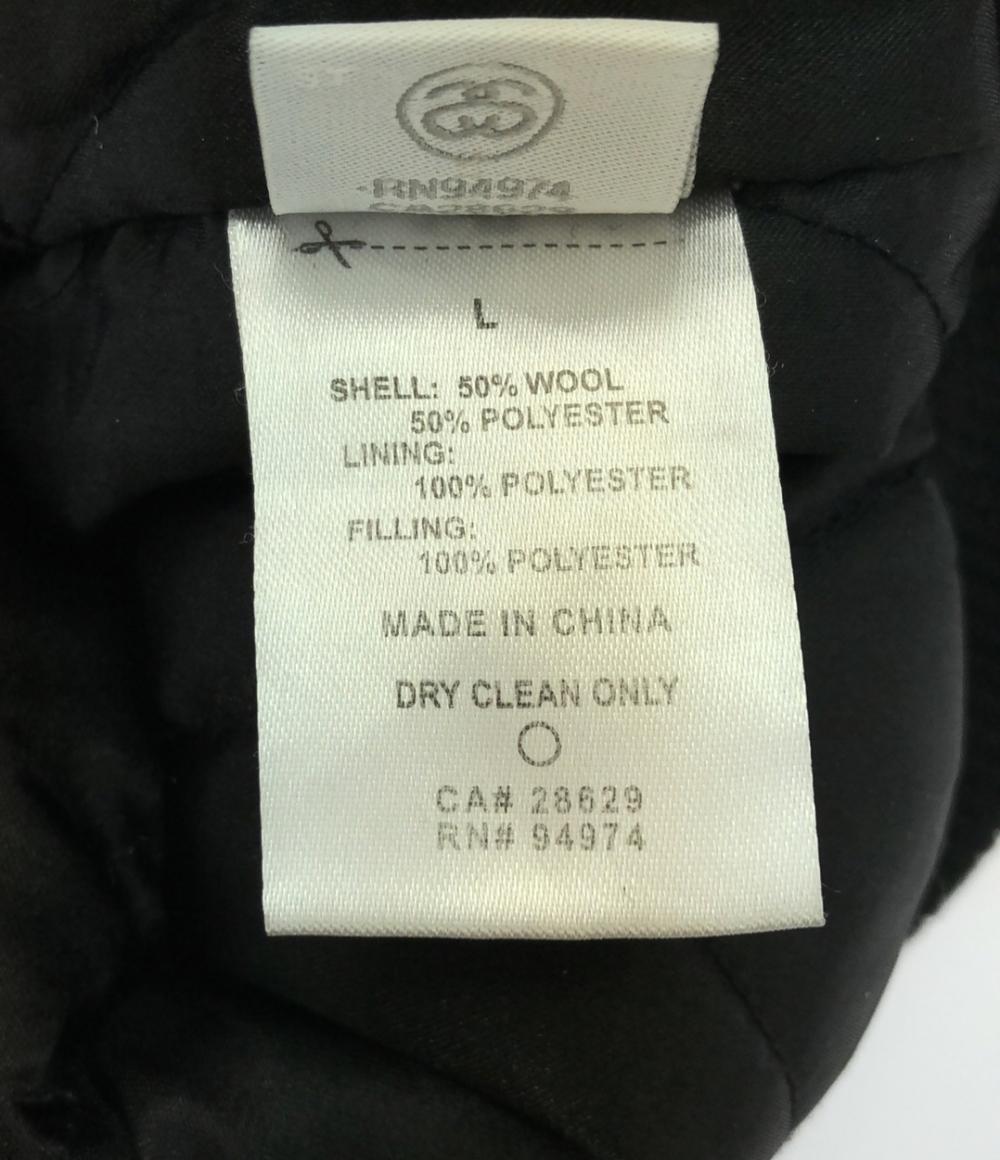 RN94974
CA28629
L
SHELL: 50% WOOL
50% POLYESTER
LINING:
100% POLYESTER
FILLING:
100% POLYESTER
MADE IN CHINA
DRY CLEAN ONLY
CA# 28629
RN# 94974